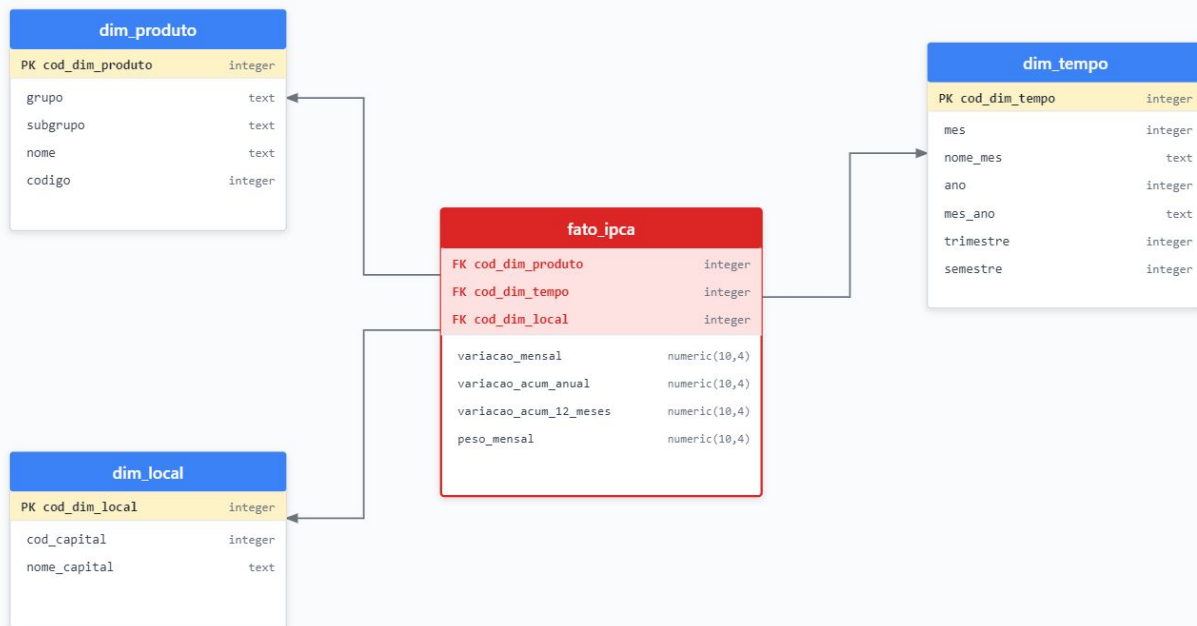 dim_produto
PK cod_dim_produto integer
grupo text
subgrupo text
nome text
codigo integer
dim_tempo
PK cod_dim_tempo integer
mes integer
nome_mes text
ano integer
mes_ano text
trimestre integer
semestre integer
fato_ipca
FK cod_dim_produto integer
FK cod_dim_tempo integer
FK cod_dim_local integer
variacao_mensal numeric(10,4)
variacao_acum_anual numeric(10,4)
variacao_acum_12_meses numeric(10,4)
peso_mensal numeric(10,4)
dim_local
PK cod_dim_local integer
cod_capital integer
nome_capital text